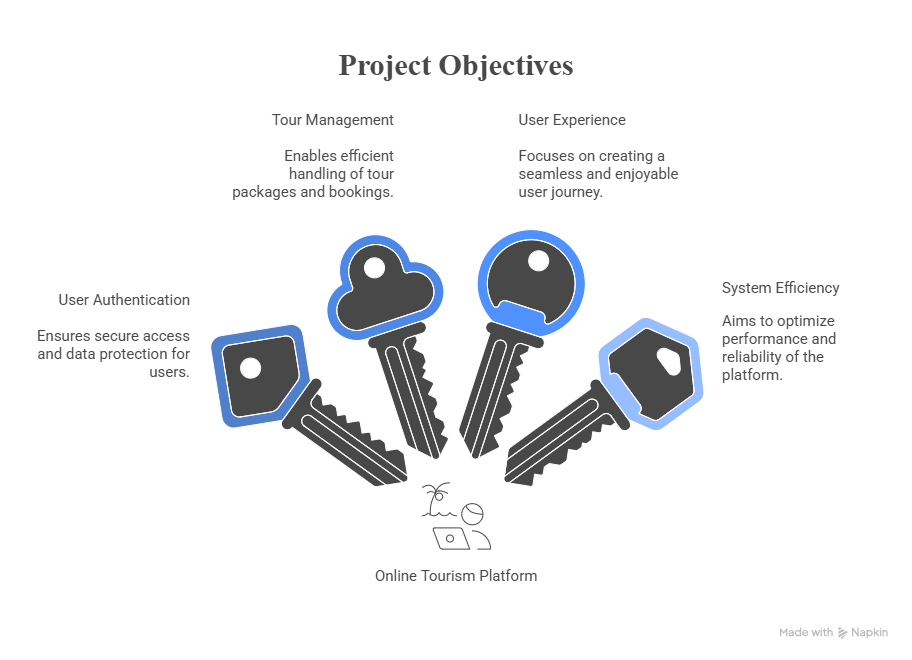 Project Objectives
Tour Management
Enables efficient
handling of tour
packages and bookings.
User Experience
Focuses on creating a
seamless and enjoyable
user journey.
User Authentication
Ensures secure access
and data protection for
users.
System Efficiency
Aims to optimize
performance and
reliability of the
platform.
Online Tourism Platform
Made with Napkin